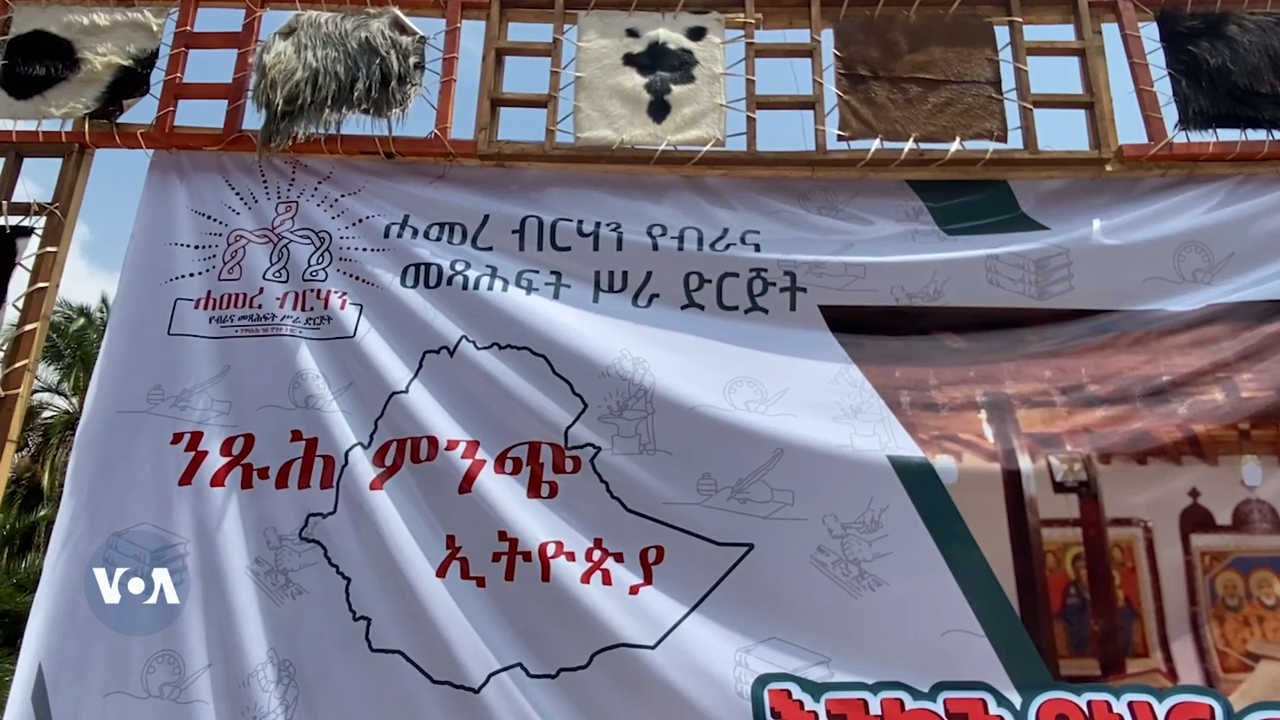 ሐመረ ብርሃን የብራና
መጻሕፍት ሥራ ድርጅት
ሐመረ ብርሃን
የብራና መጻሕፍት ሥራ ድርጅት
ንጹሕ ምንጭ
ኢትዮጵያ
VOA